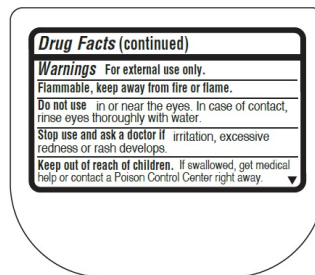 Drug Facts (continued)
Warnings For external use only.
Flammable, keep away from fire or flame.
Do not use in or near the eyes. In case of contact,
rinse eyes thoroughly with water.
Stop use and ask a doctor if irritation, excessive
redness or rash develops.
Keep out of reach of children. If swallowed, get medical
help or contact a Poison Control Center right away.